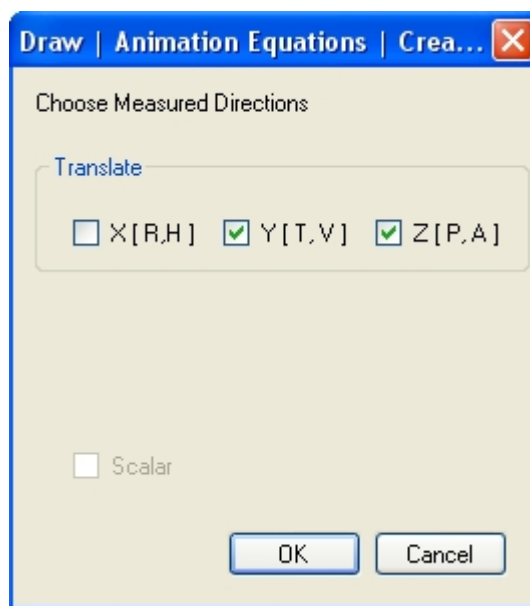 Draw | Animation Equations | Crea...
Choose Measured Directions
Translate
X [ R,H ] Y [ T, V ] Z [ P, A ]
Scalar
OK Cancel